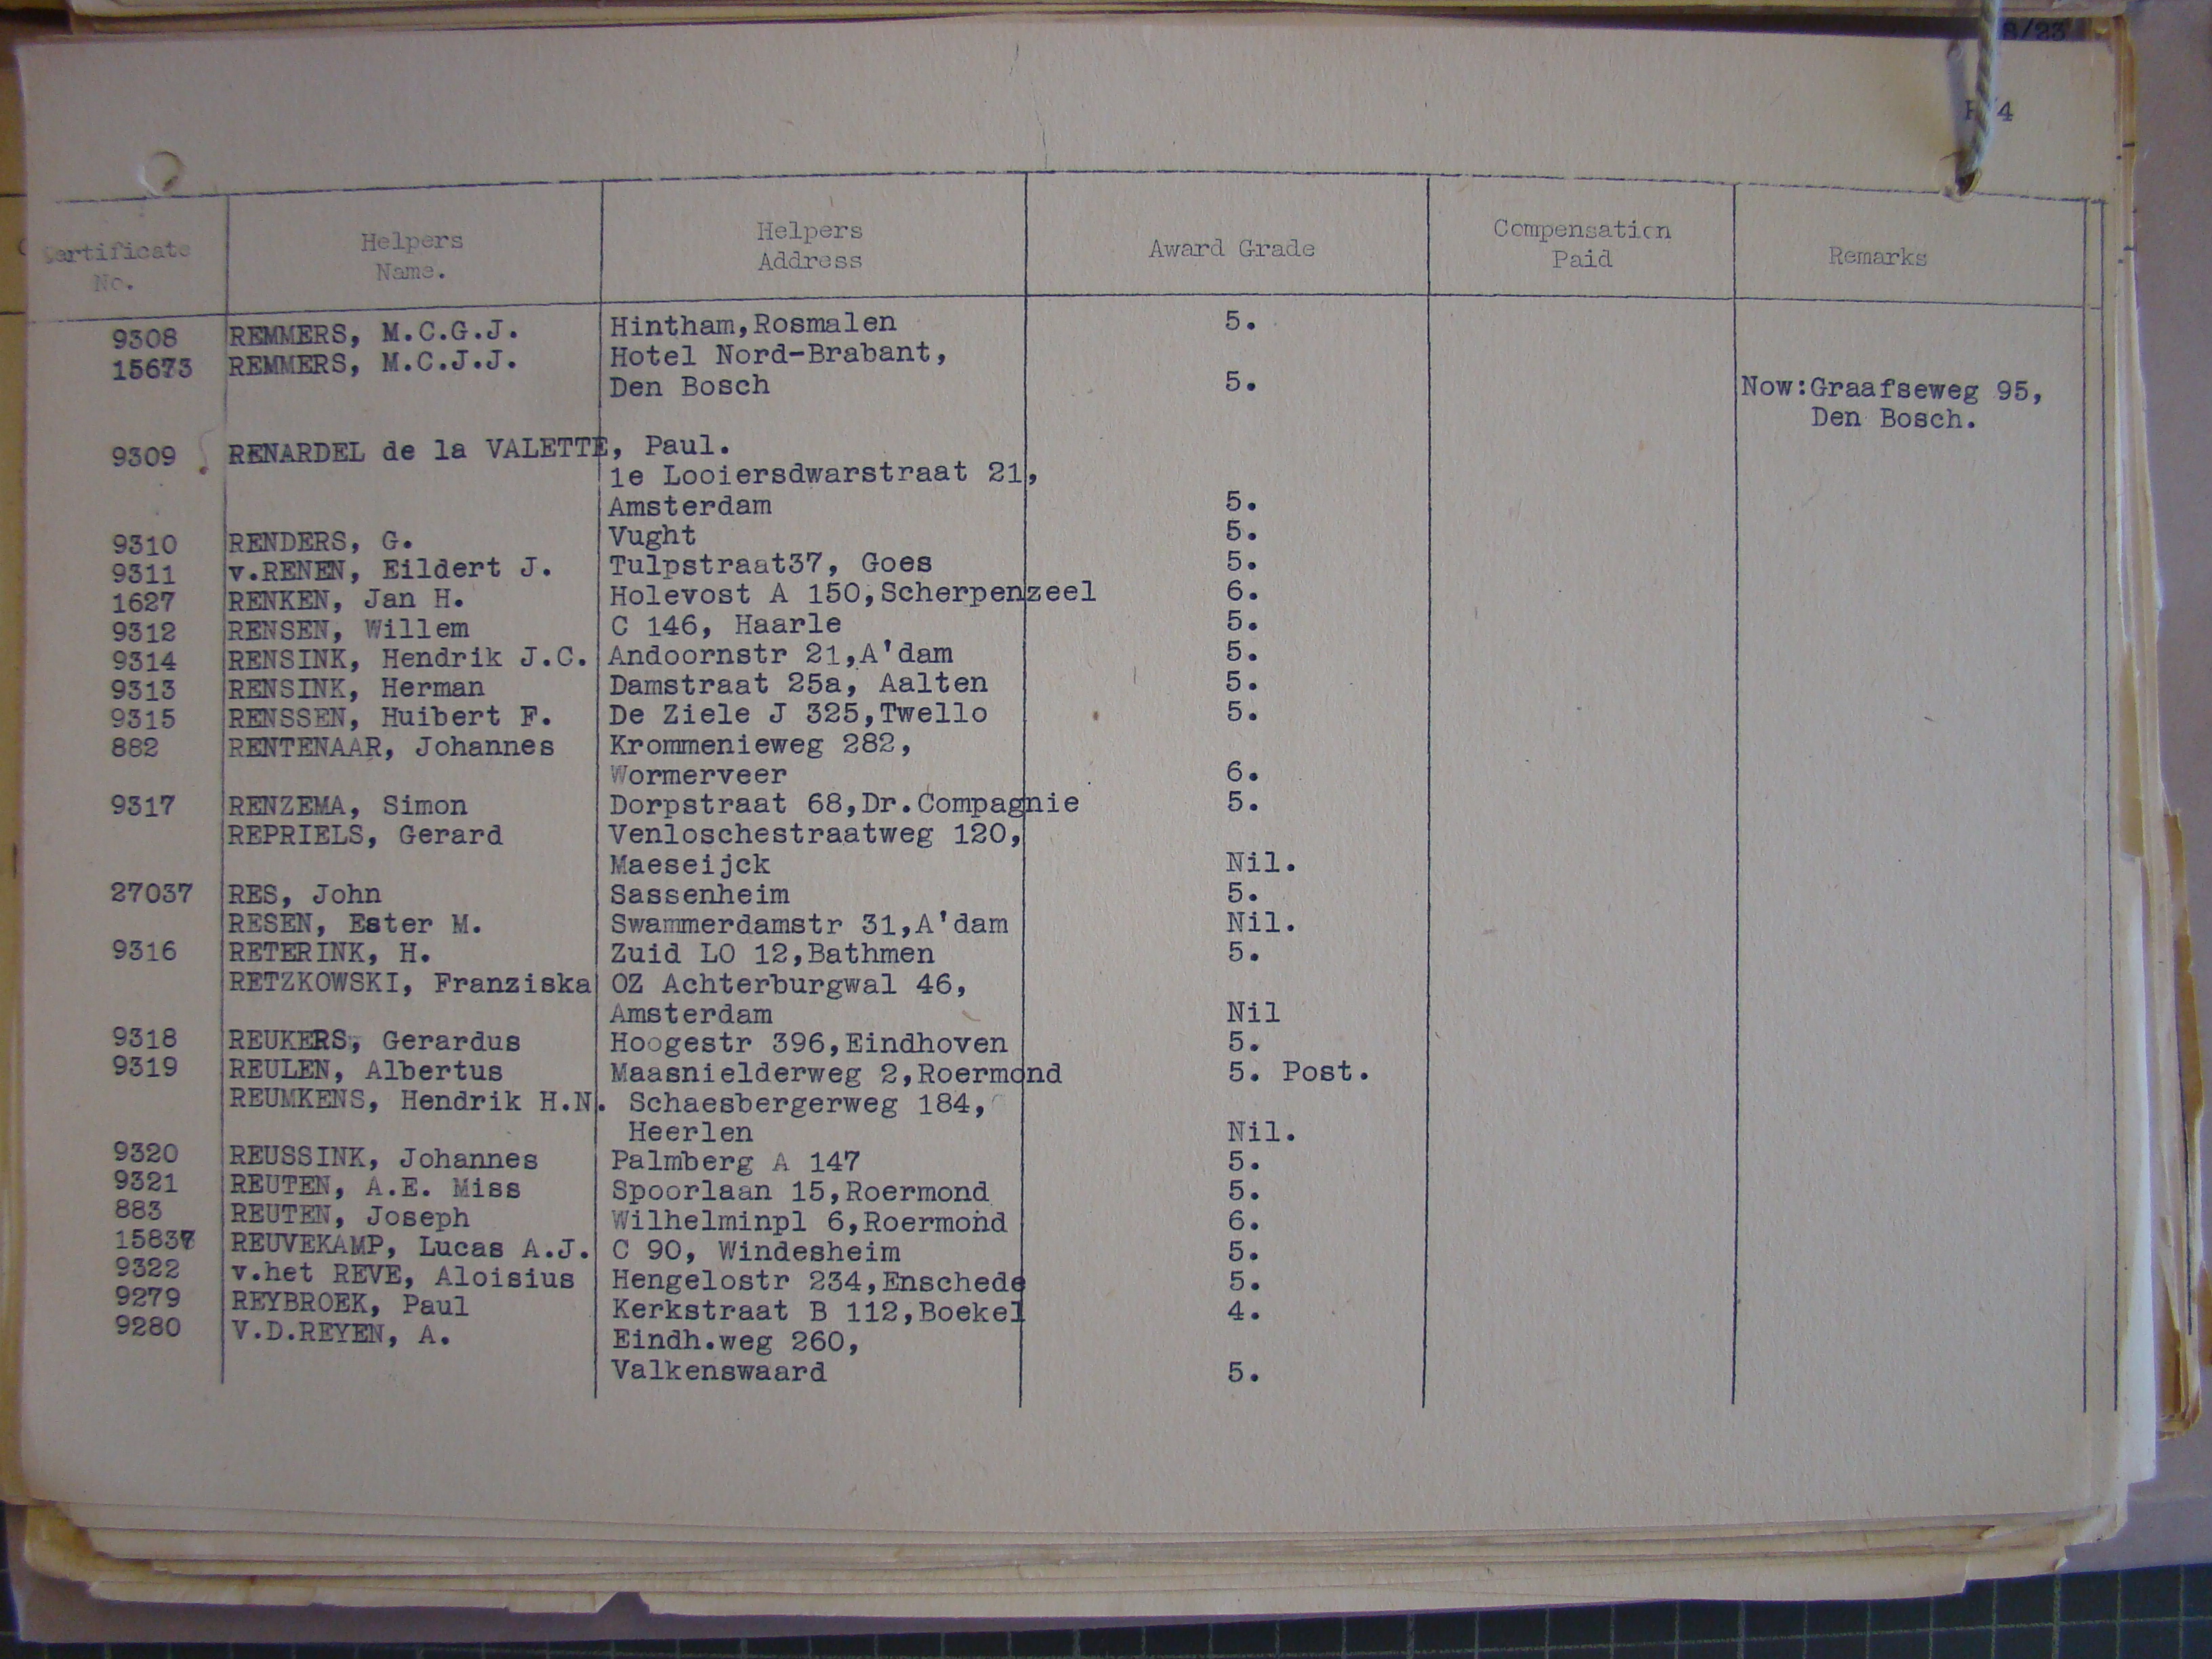 8/23
4
Certificate No. Helpers Name. Helpers Address Award Grade Compensation Paid Remarks
9308 REMMERS, M.C.G.J. Hintham,Rosmalen 5.
15673 REMMERS, M.C.J.J. Hotel Nord-Brabant,
Den Bosch 5. Now:Graafseweg 95,
Den Bosch.
9309 RENARDEL de la VALETTE, Paul.
1e Looiersdwarstraat 21,
Amsterdam 5.
9310 RENDERS, G. Vught 5.
9311 v.RENEN, Eildert J. Tulpstraat37, Goes 5.
1627 RENKEN, Jan H. Holevost A 150,Scherpenzeel 6.
9312 RENSEN, Willem C 146, Haarle 5.
9314 RENSINK, Hendrik J.C. Andoornstr 21,A'dam 5.
9313 RENSINK, Herman Damstraat 25a, Aalten 5.
9315 RENSSEN, Huibert F. De Ziele J 325,Twello 5.
882 RENTENAAR, Johannes Krommenieweg 282,
Wormerveer 6.
9317 RENZEMA, Simon Dorpstraat 68,Dr.Compagnie 5.
REPRIELS, Gerard Venloschestraatweg 120,
Maeseijck Nil.
27037 RES, John Sassenheim 5.
RESEN, Ester M. Swammerdamstr 31,A'dam Nil.
9316 RETERINK, H. Zuid LO 12,Bathmen 5.
RETZKOWSKI, Franziska OZ Achterburgwal 46,
Amsterdam Nil
9318 REUKERS, Gerardus Hoogestr 396,Eindhoven 5.
9319 REULEN, Albertus Maasnielderweg 2,Roermond 5. Post.
REUMKENS, Hendrik H.N. Schaesbergerweg 184,
Heerlen Nil.
9320 REUSSINK, Johannes Palmberg A 147 5.
9321 REUTEN, A.E. Miss Spoorlaan 15,Roermond 5.
883 REUTEN, Joseph Wilhelminpl 6,Roermond 6.
REUVEKAMP, Lucas A.J. C 90, Windesheim 5.
9322 v.het REVE, Aloisius Hengelostr 234,Enschede 5.
9279 REYBROEK, Paul Kerkstraat B 112,Boekel 4.
9280 V.D.REYEN, A. Eindh.weg 260,
Valkenswaard 5.